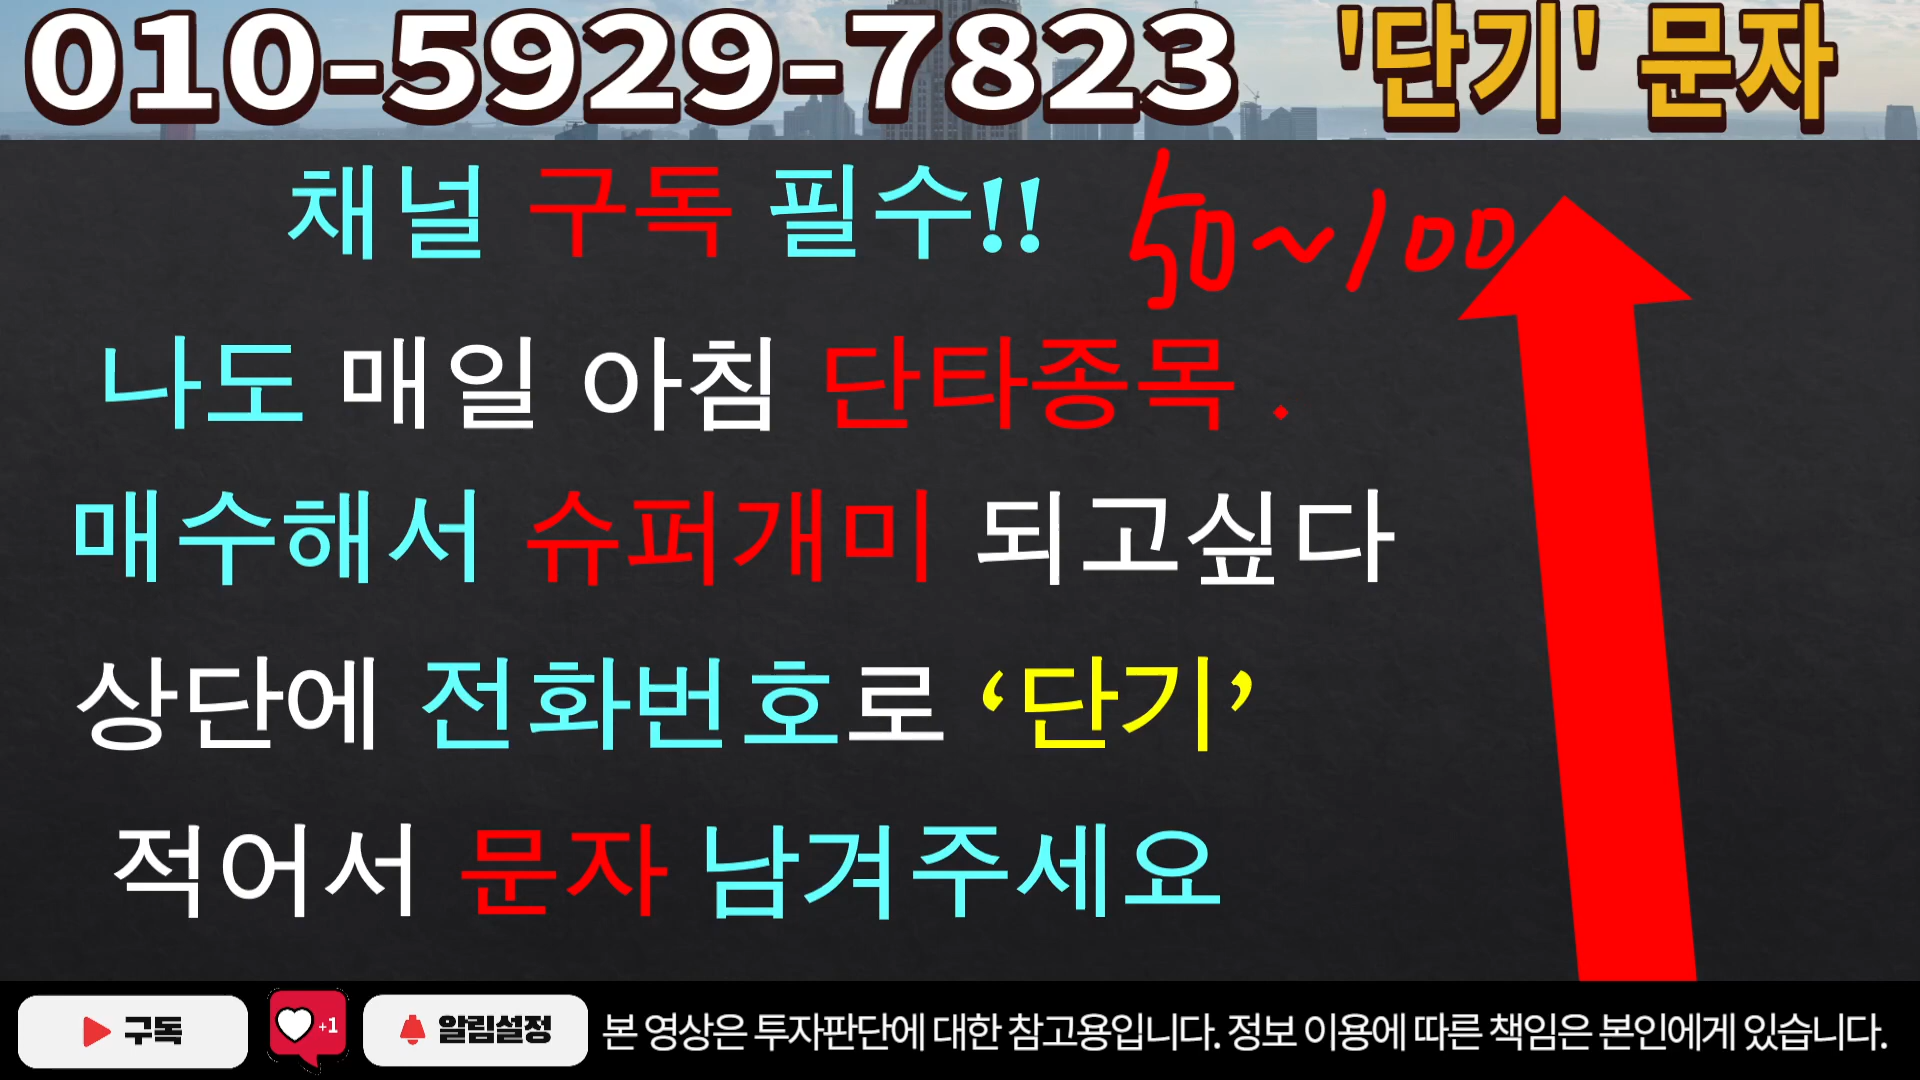 010-5929-7823 '단기' 문자
채널 구독 필수!! 50~100
나도 매일 아침 단타종목 .
매수해서 슈퍼개미 되고싶다
상단에 전화번호로 ‘단기’
적어서 문자 남겨주세요
구독 +1 알림설정 본 영상은 투자판단에 대한 참고용입니다. 정보 이용에 따른 책임은 본인에게 있습니다.